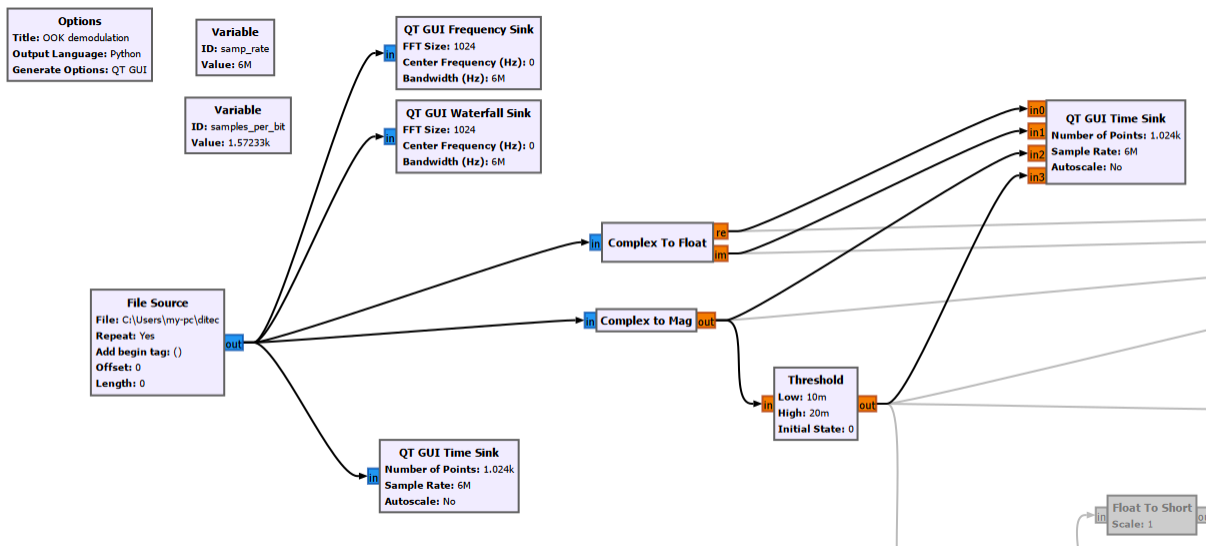 Options
Title: OOK demodulation
Output Language: Python
Generate Options: QT GUI
Variable
ID: samp_rate
Value: 6M
Variable
ID: samples_per_bit
Value: 1.57233k
QT GUI Frequency Sink
FFT Size: 1024
Center Frequency (Hz): 0
Bandwidth (Hz): 6M
in
QT GUI Waterfall Sink
FFT Size: 1024
Center Frequency (Hz): 0
Bandwidth (Hz): 6M
in
in0
in1
in2
in3
QT GUI Time Sink
Number of Points: 1.024k
Sample Rate: 6M
Autoscale: No
in
Complex To Float
re
im
File Source
File: C:\Users\my-pc\ditec
Repeat: Yes
Add begin tag: ()
Offset: 0
Length: 0
out
in
Complex to Mag
out
in
Threshold
Low: 10m
High: 20m
Initial State: 0
out
in
QT GUI Time Sink
Number of Points: 1.024k
Sample Rate: 6M
Autoscale: No
in
Float To Short
Scale: 1